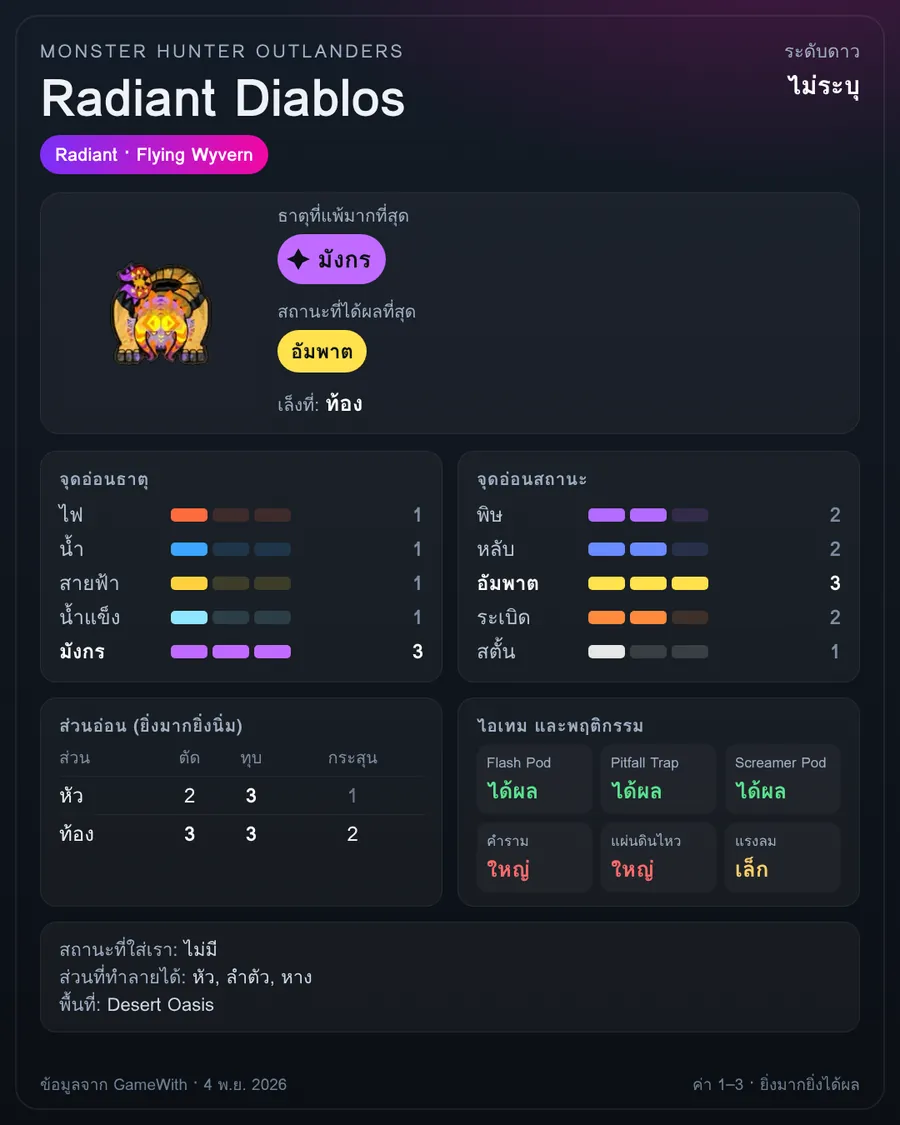 MONSTER HUNTER OUTLANDERS
ระดับดาว
Radiant Diablos
ไม่ระบุ
Radiant · Flying Wyvern
ธาตุที่แพ้มากที่สุด
✦ มังกร
สถานะที่ได้ผลที่สุด
อัมพาต
เล็งที่: ท้อง
จุดอ่อนธาตุ
ไฟ 1
น้ำ 1
สายฟ้า 1
น้ำแข็ง 1
มังกร 3
จุดอ่อนสถานะ
พิษ 2
หลับ 2
อัมพาต 3
ระเบิด 2
สตั้น 1
ส่วนอ่อน (ยิ่งมากยิ่งนิ่ม)
ส่วน ตัด ทุบ กระสุน
หัว 2 3 1
ท้อง 3 3 2
ไอเทม และพฤติกรรม
Flash Pod Pitfall Trap Screamer Pod
ได้ผล ได้ผล ได้ผล
คำราม แผ่นดินไหว แรงลม
ใหญ่ ใหญ่ เล็ก
สถานะที่ใส่เรา: ไม่มี
ส่วนที่ทำลายได้: หัว, ลำตัว, หาง
พื้นที่: Desert Oasis
ข้อมูลจาก GameWith · 4 พ.ย. 2026
ค่า 1–3 · ยิ่งมากยิ่งได้ผล